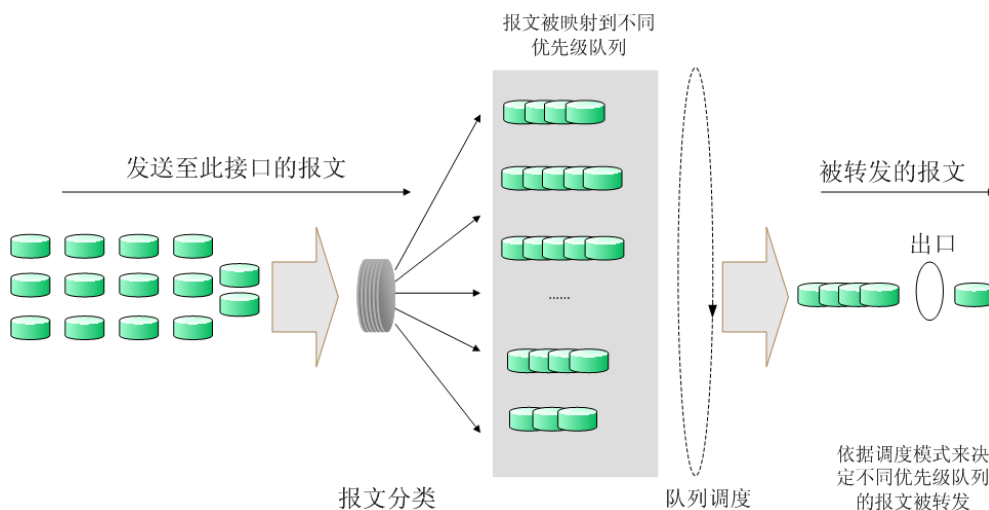 报文被映射到不同
优先级队列
发送至此接口的报文
被转发的报文
出口
......
报文分类
队列调度
依据调度模式来决
定不同优先级队列
的报文被转发